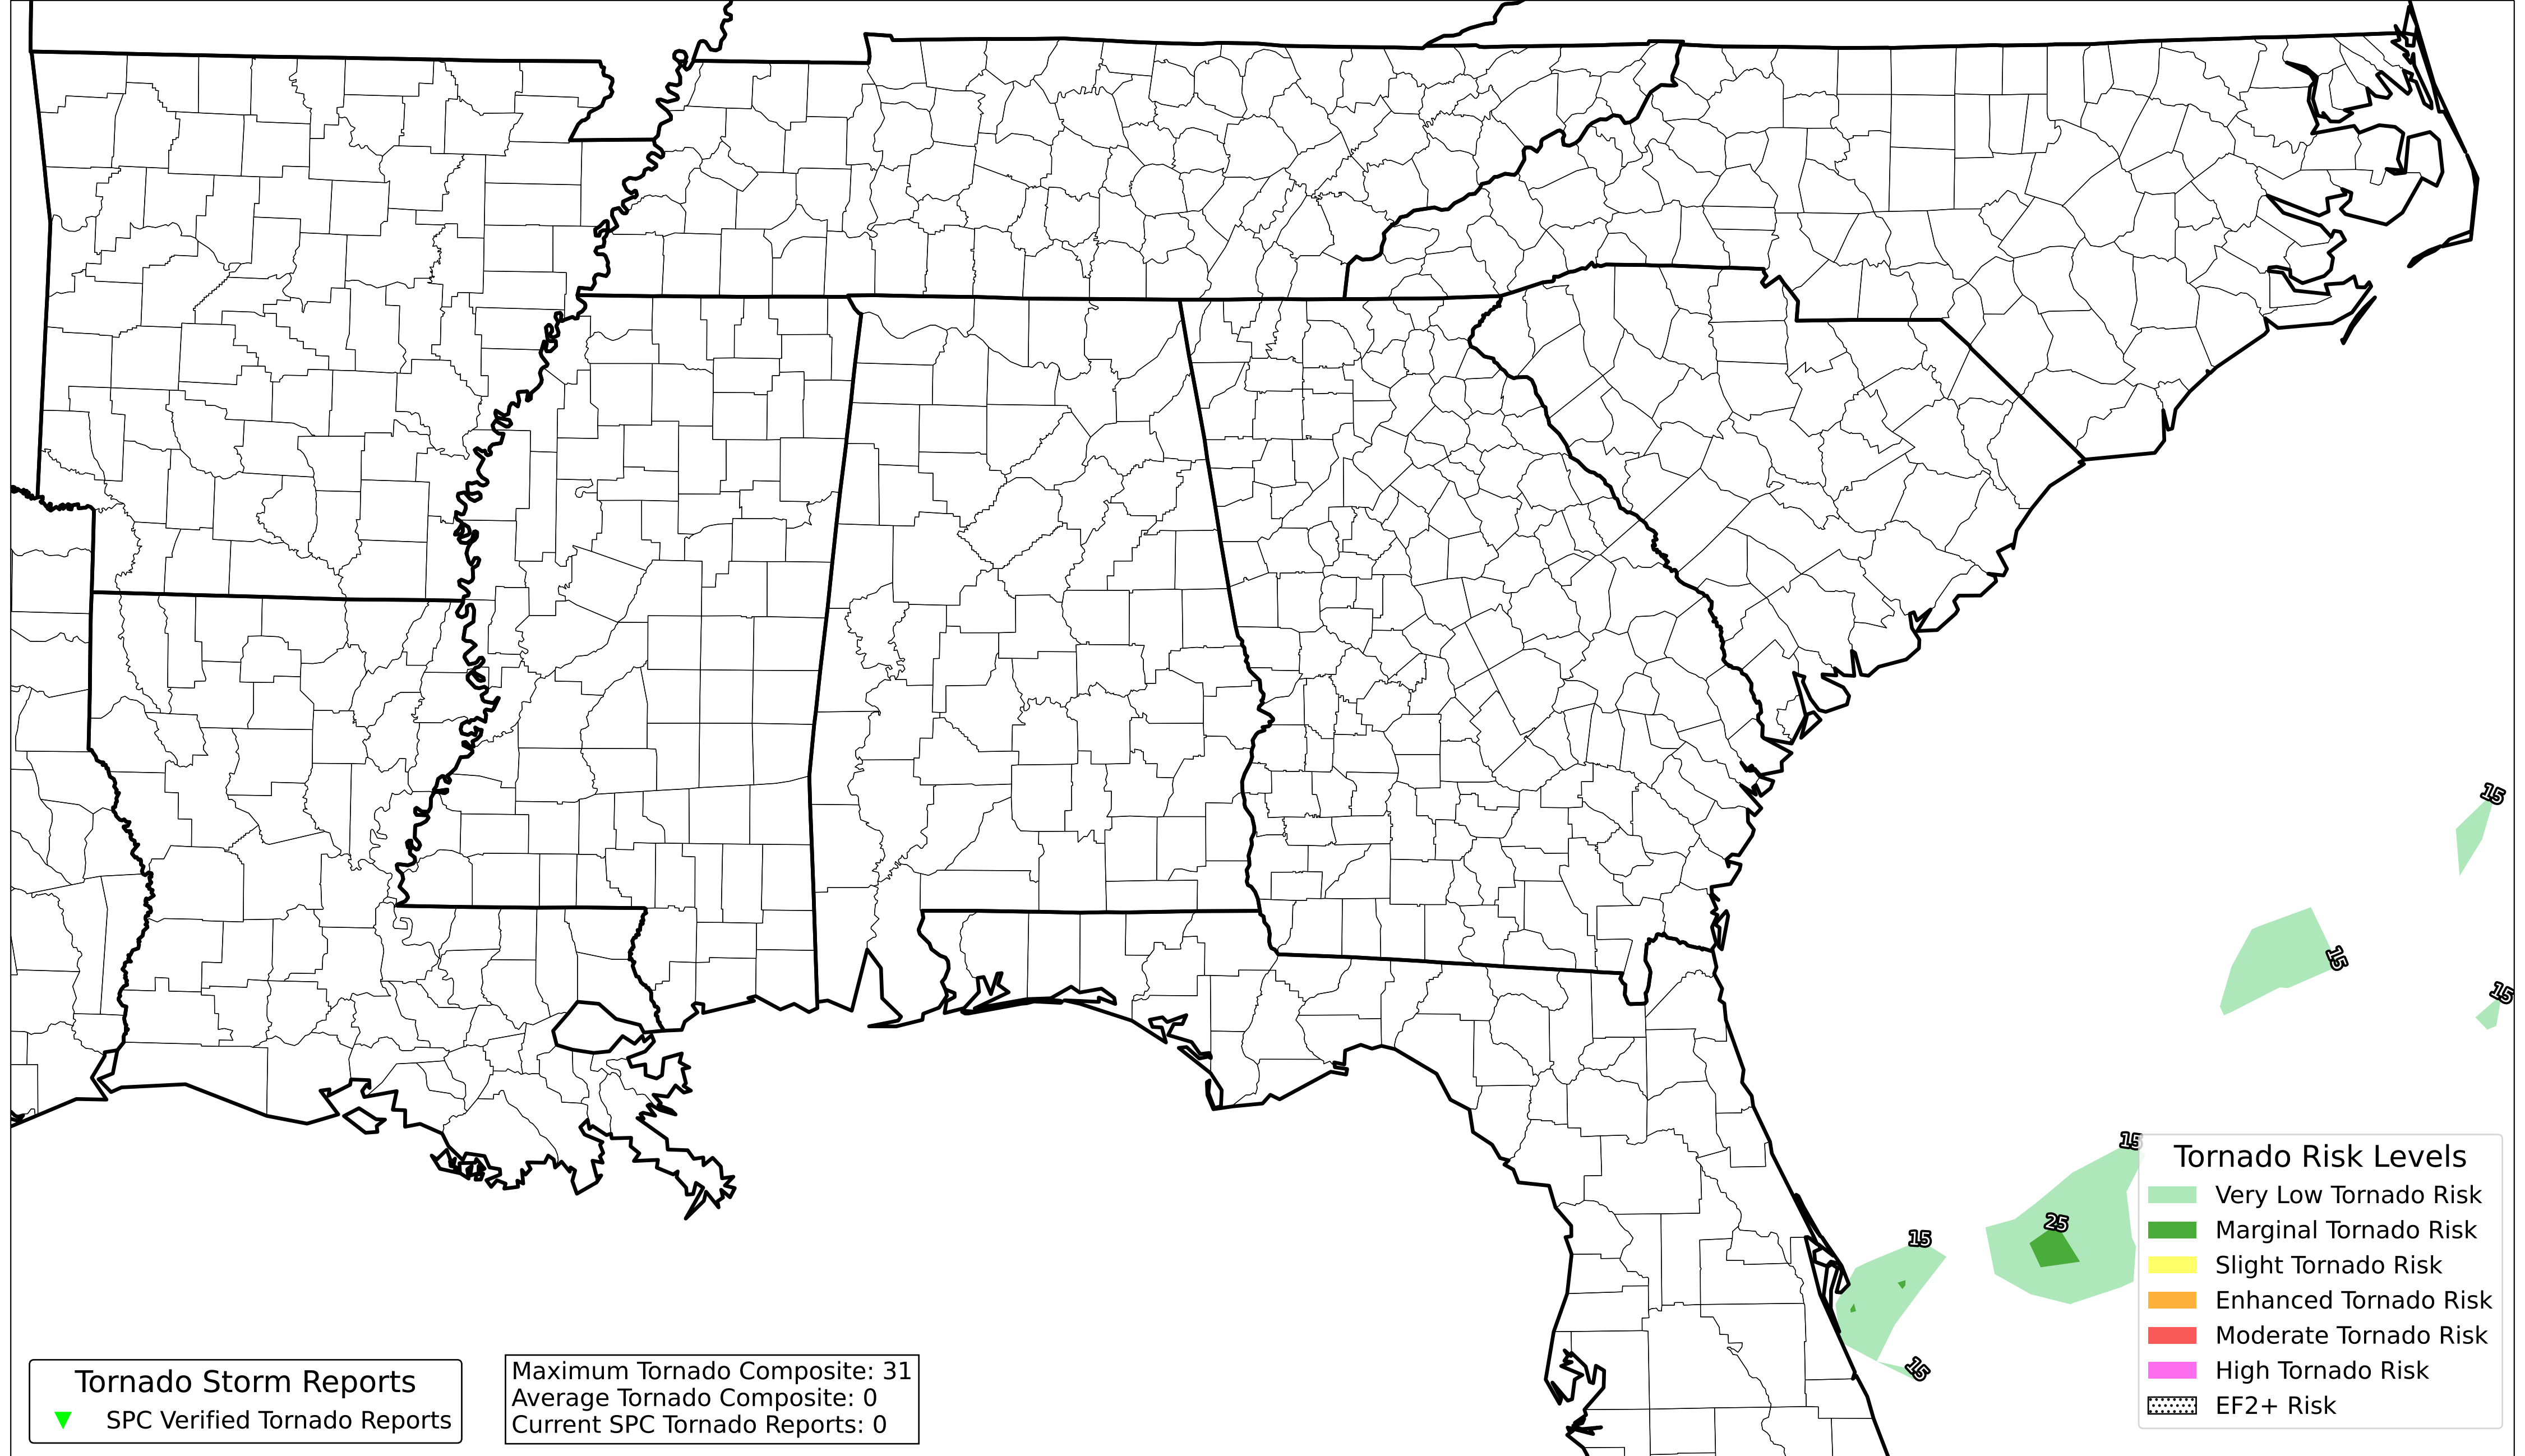 15
15
15
15
25
15
15
Tornado Risk Levels
Very Low Tornado Risk
Marginal Tornado Risk
Slight Tornado Risk
Enhanced Tornado Risk
Moderate Tornado Risk
High Tornado Risk
EF2+ Risk
Tornado Storm Reports
SPC Verified Tornado Reports
Maximum Tornado Composite: 31
Average Tornado Composite: 0
Current SPC Tornado Reports: 0